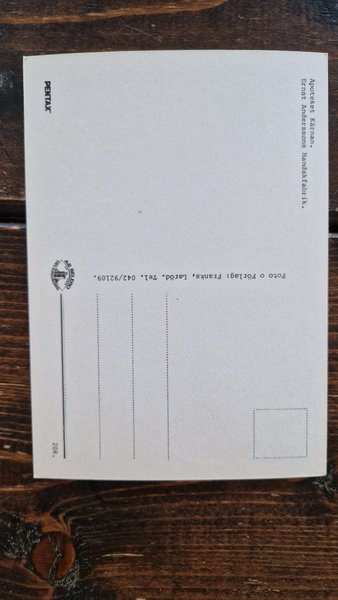 Apoteket Kärnan.
Ernst Anderssons Handskfabrik.
Foto o Förlag: Franks, Laröd. Tel. 042/92109.
PENTAX
208.